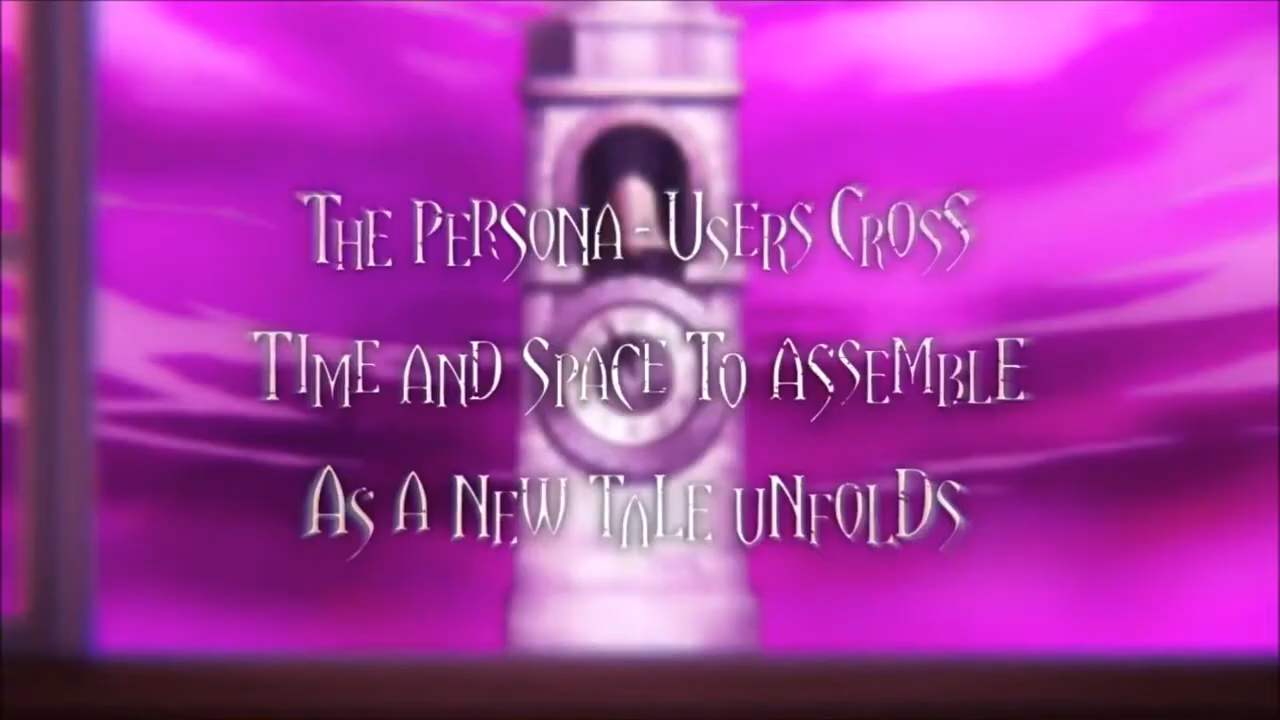 The Persona-Users Cross
Time and Space To Assemble
As a New Tale Unfolds